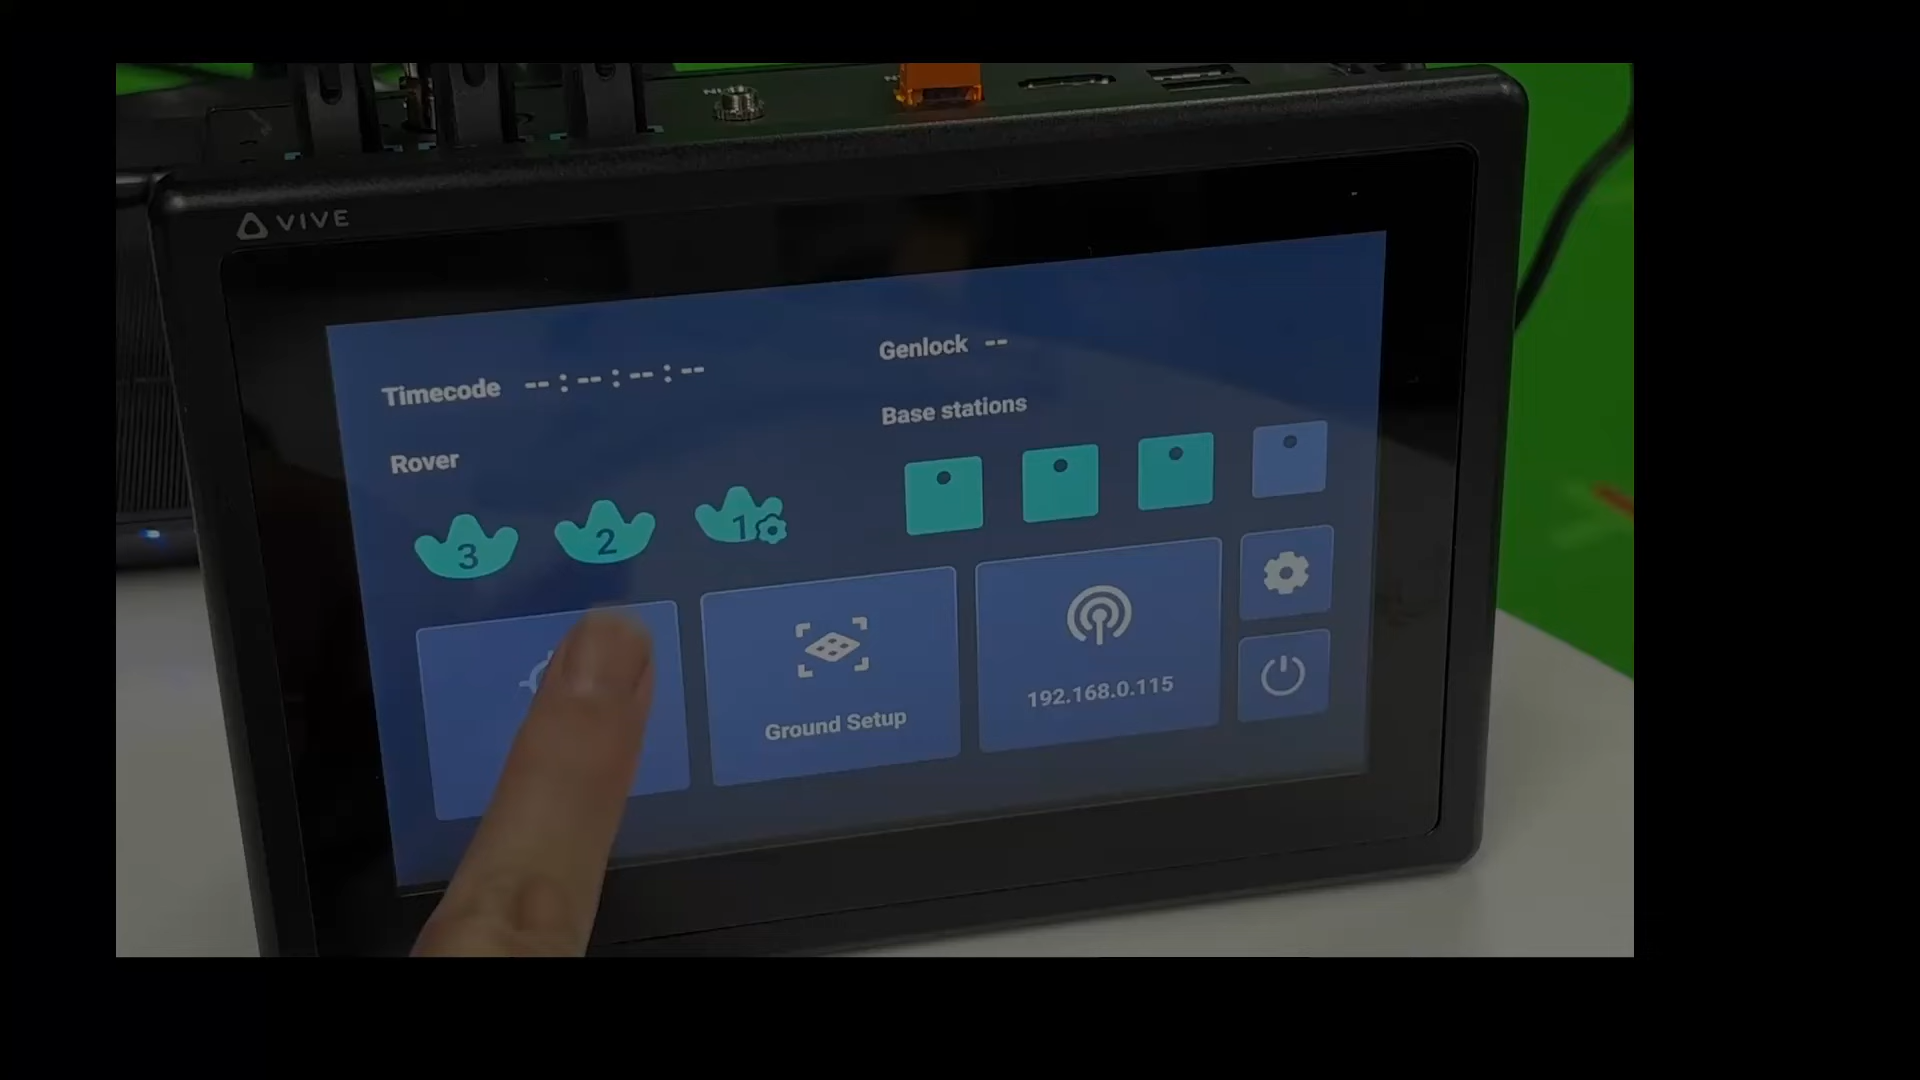 VIVE
Timecode --:--:--:--
Genlock --
Base stations
Rover
3 2 1
Ground Setup
192.168.0.115